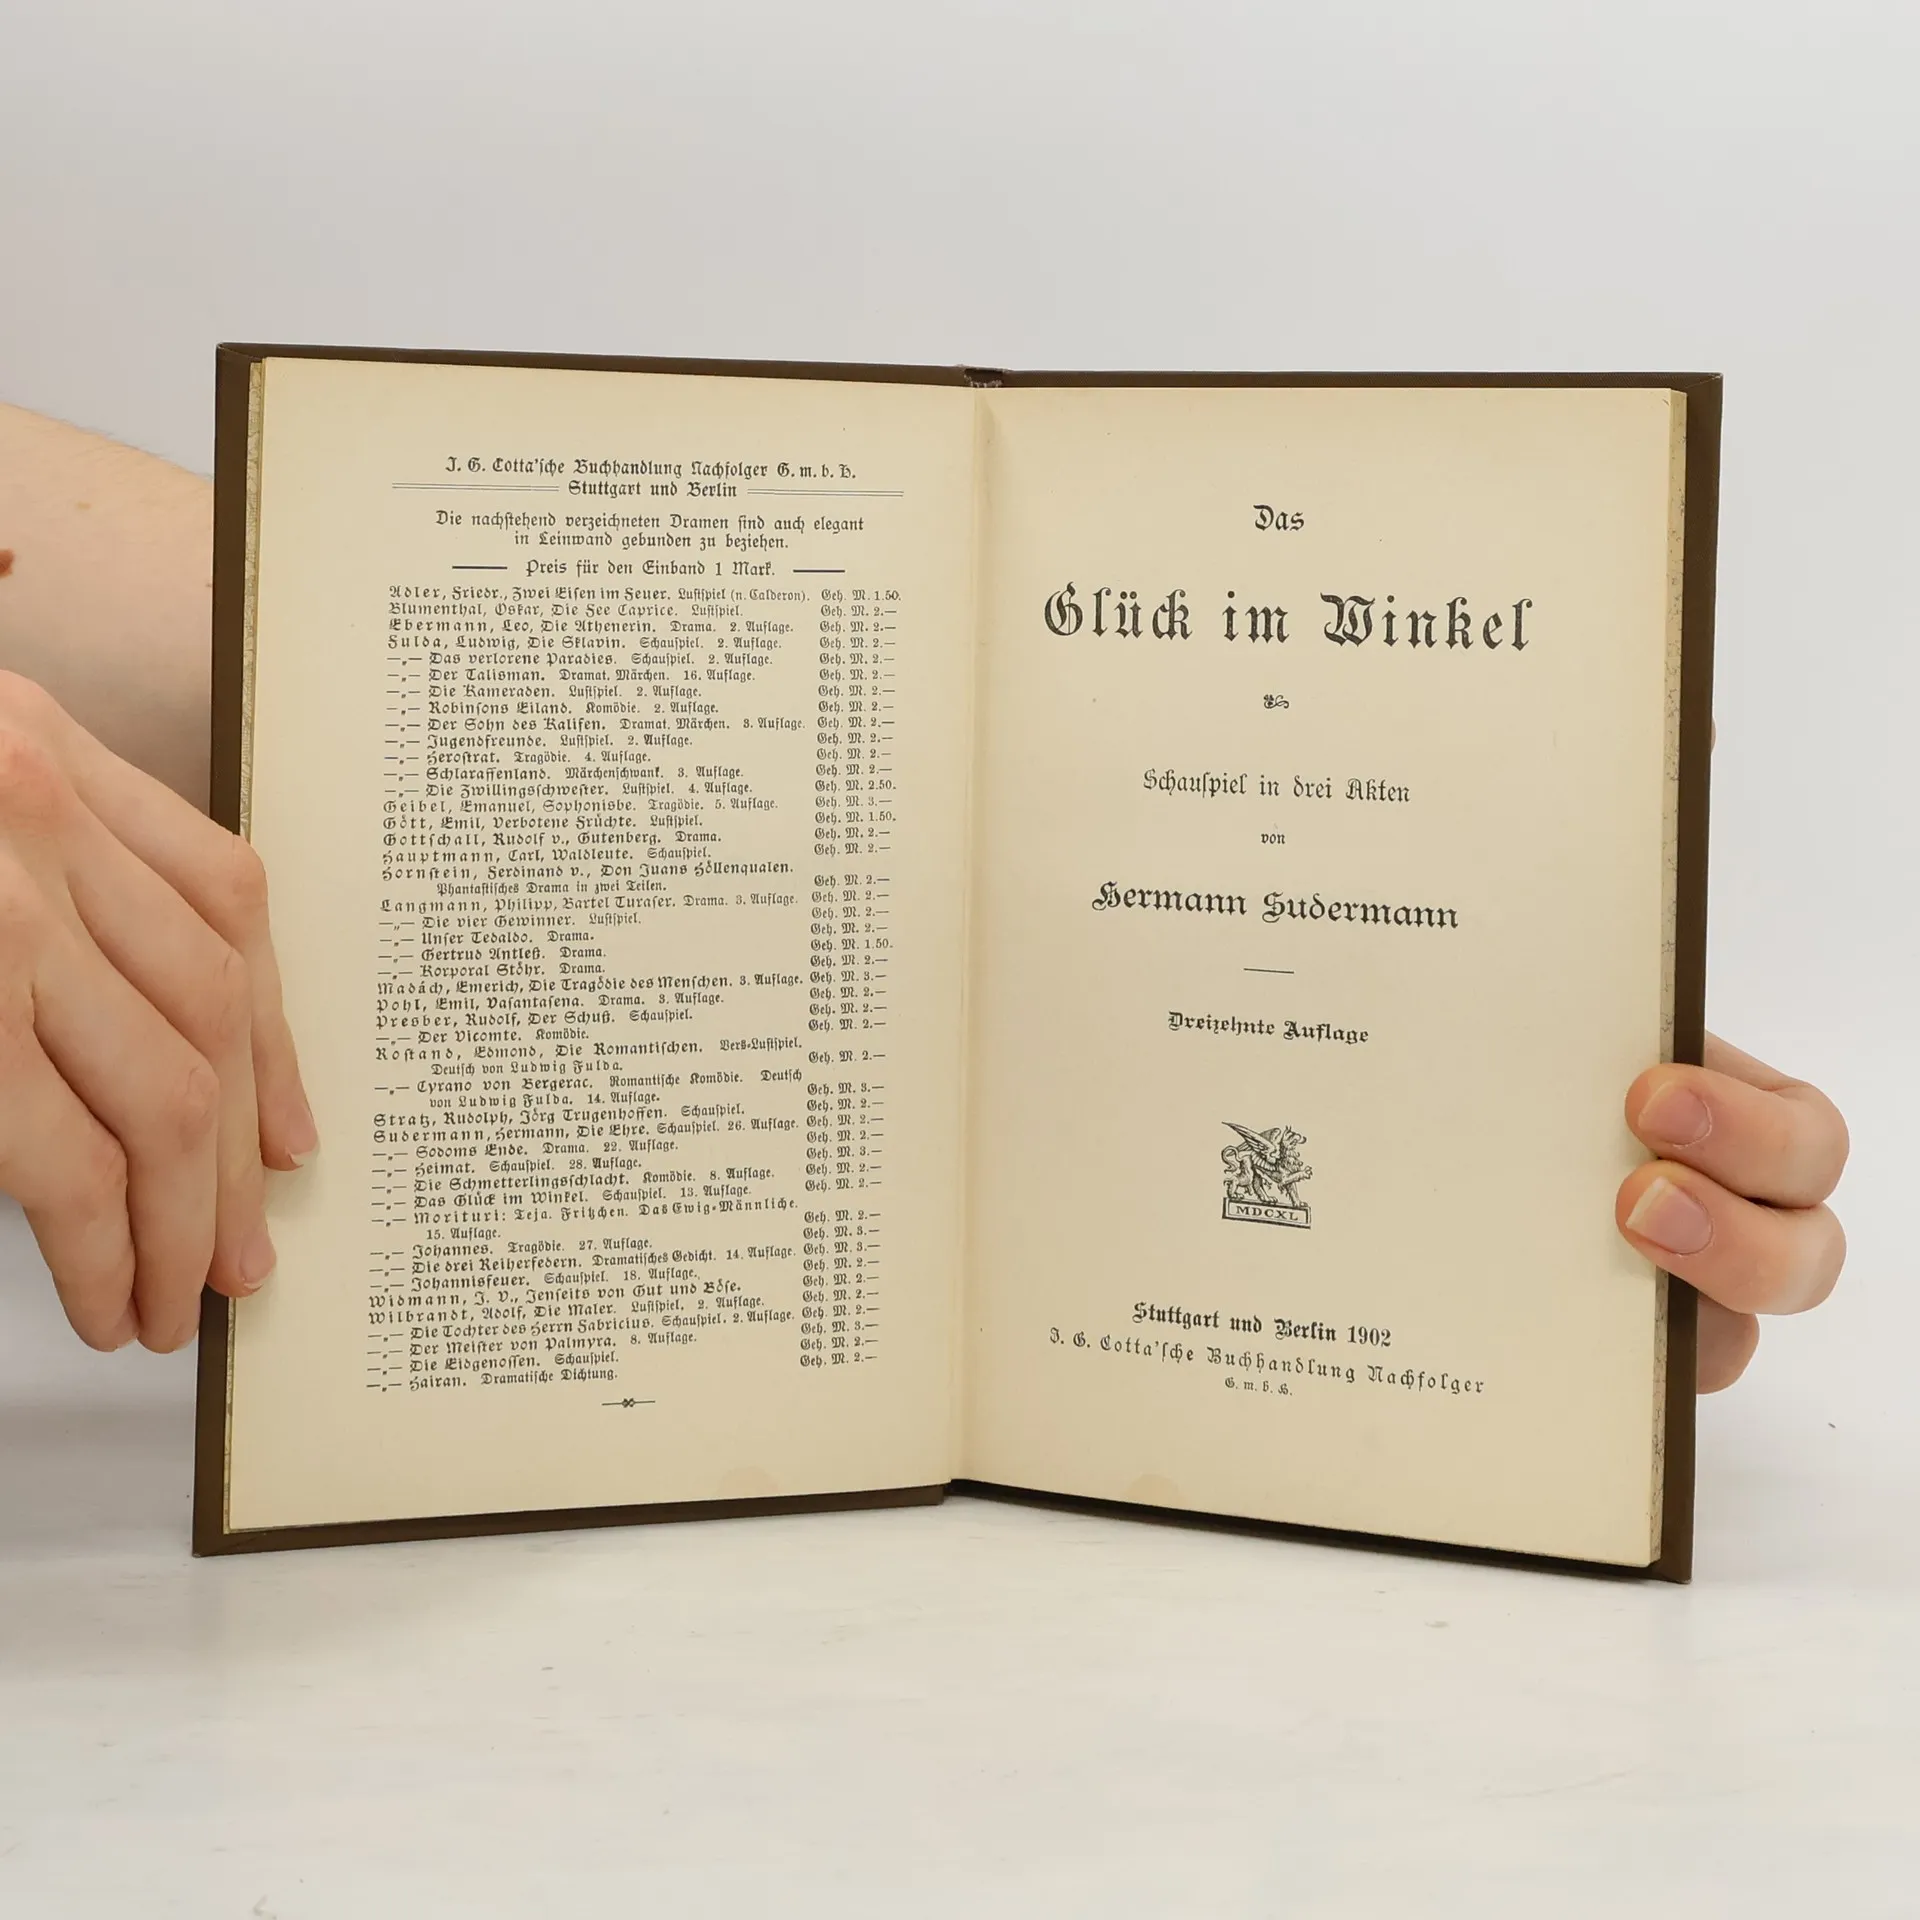 J. G. Cotta'ſche Buchhandlung Nachfolger G. m. b. H.
Stuttgart und Berlin
Die nachſtehend verzeichneten Dramen ſind auch elegant
in Leinwand gebunden zu beziehen.
Preis für den Einband 1 Mark.
Adler, Friedr., Zwei Eiſen im Feuer. Luſtſpiel (n. Calderon). Geh. M. 1.50.
Blumenthal, Oskar, Die Fee Caprice. Luſtſpiel. Geh. M. 2.—
Ebermann, Leo, Die Athenerin. Drama. 2. Auflage. Geh. M. 2.—
Fulda, Ludwig, Die Sklavin. Schauſpiel. 2. Auflage. Geh. M. 2.—
—„— Das verlorene Paradies. Schauſpiel. 2. Auflage. Geh. M. 2.—
—„— Der Talisman. Dramat. Märchen. 16. Auflage. Geh. M. 2.—
—„— Die Kameraden. Luſtſpiel. 2. Auflage. Geh. M. 2.—
—„— Robinſons Eiland. Komödie. 2. Auflage. Geh. M. 2.—
—„— Der Sohn des Kalifen. Dramat. Märchen. 3. Auflage. Geh. M. 2.—
—„— Jugendfreunde. Luſtſpiel. 2. Auflage. Geh. M. 2.—
—„— Heroſtrat. Tragödie. 4. Auflage. Geh. M. 2.—
—„— Schlaraffenland. Märchenſchwank. 3. Auflage. Geh. M. 2.—
—„— Die Zwillingsſchweſter. Luſtſpiel. 4. Auflage. Geh. M. 2.50.
Geibel, Emanuel, Sophonisbe. Tragödie. 5. Auflage. Geh. M. 3.—
Gött, Emil, Verbotene Früchte. Luſtſpiel. Geh. M. 1.50.
Gottſchall, Rudolf v., Gutenberg. Drama. Geh. M. 2.—
Hauptmann, Carl, Waldleute. Schauſpiel. Geh. M. 2.—
Hornſtein, Ferdinand v., Don Juans Höllenqualen.
Phantaſtiſches Drama in zwei Teilen. Geh. M. 2.—
Langmann, Philipp, Bartel Turaſer. Drama. 3. Auflage. Geh. M. 2.—
—„— Die vier Gewinner. Luſtſpiel. Geh. M. 2.—
—„— Unſer Tedaldo. Drama. Geh. M. 2.—
—„— Gertrud Antleß. Drama. Geh. M. 1.50.
—„— Korporal Stöhr. Drama. Geh. M. 2.—
Madách, Emerich, Die Tragödie des Menſchen. 3. Auflage. Geh. M. 3.—
Pohl, Emil, Vaſantaſena. Drama. 3. Auflage. Geh. M. 2.—
Presber, Rudolf, Der Schuß. Schauſpiel. Geh. M. 2.—
—„— Der Vicomte. Komödie. Geh. M. 2.—
Roſtand, Edmond, Die Romantiſchen. Vers-Luſtſpiel.
Deutſch von Ludwig Fulda. Geh. M. 2.—
—„— Cyrano von Bergerac. Romantiſche Komödie. Deutſch
von Ludwig Fulda. 14. Auflage. Geh. M. 3.—
Stratz, Rudolph, Jörg Trugenhoffen. Schauſpiel. Geh. M. 2.—
Sudermann, Hermann, Die Ehre. Schauſpiel. 26. Auflage. Geh. M. 2.—
—„— Sodoms Ende. Drama. 22. Auflage. Geh. M. 2.—
—„— Heimat. Schauſpiel. 28. Auflage. Geh. M. 3.—
—„— Die Schmetterlingsſchlacht. Komödie. 8. Auflage. Geh. M. 2.—
—„— Das Glück im Winkel. Schauſpiel. 13. Auflage. Geh. M. 2.—
—„— Morituri: Teja. Fritzchen. Das Ewig-Männliche.
15. Auflage. Geh. M. 2.—
—„— Johannes. Tragödie. 27. Auflage. Geh. M. 3.—
—„— Die drei Reiherfedern. Dramatiſches Gedicht. 14. Auflage. Geh. M. 3.—
—„— Johannisfeuer. Schauſpiel. 18. Auflage. Geh. M. 2.—
Widmann, J. V., Jenſeits von Gut und Böſe. Geh. M. 2.—
Wilbrandt, Adolf, Die Maler. Luſtſpiel. 2. Auflage. Geh. M. 2.—
—„— Die Tochter des Herrn Fabricius. Schauſpiel. 2. Auflage. Geh. M. 2.—
—„— Der Meiſter von Palmyra. 8. Auflage. Geh. M. 3.—
—„— Die Eidgenoſſen. Schauſpiel. Geh. M. 2.—
—„— Hairan. Dramatiſche Dichtung. Geh. M. 2.—
Das
Glück im Winkel
Schauſpiel in drei Akten
von
Hermann Sudermann
Dreizehnte Auflage
MDCXL
Stuttgart und Berlin 1902
J. G. Cotta'ſche Buchhandlung Nachfolger
G. m. b. H.